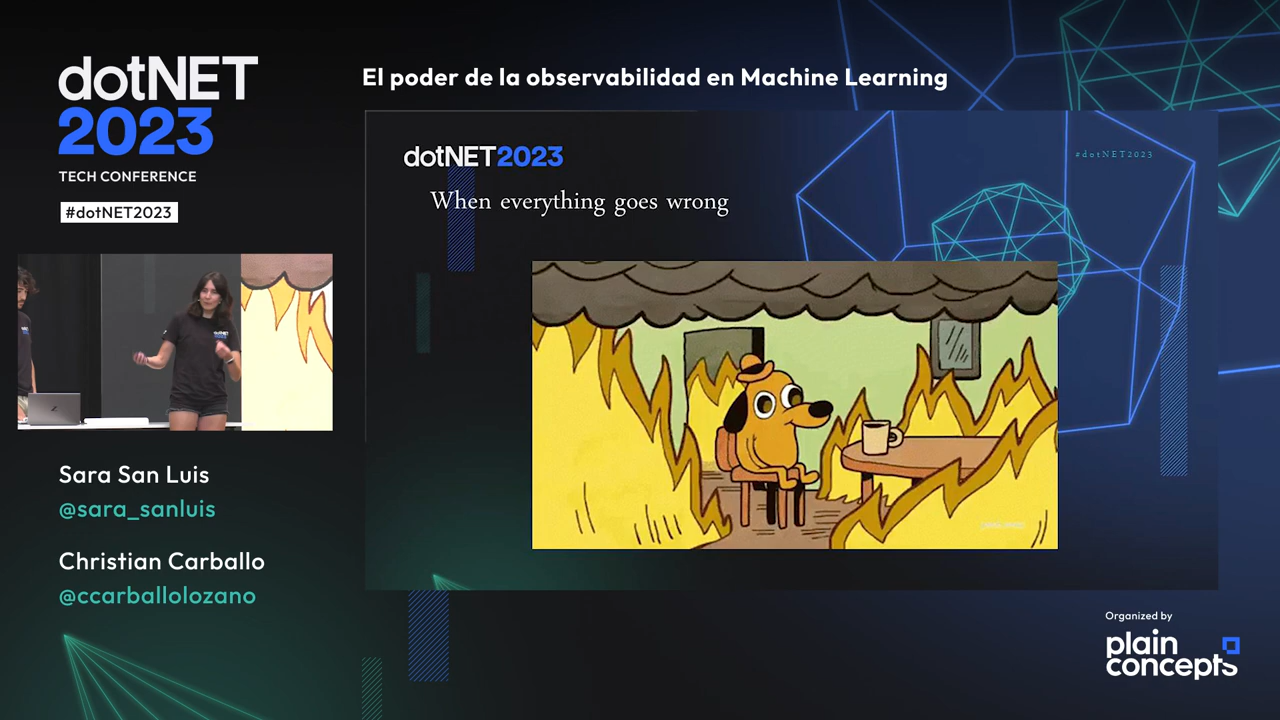 dotNET
2023
TECH CONFERENCE
#dotNET2023
El poder de la observabilidad en Machine Learning
dotNET2023
#dotNET2023
When everything goes wrong
Sara San Luis
@sara_sanluis
Christian Carballo
@ccarballolozano
Organized by
plain
concepts